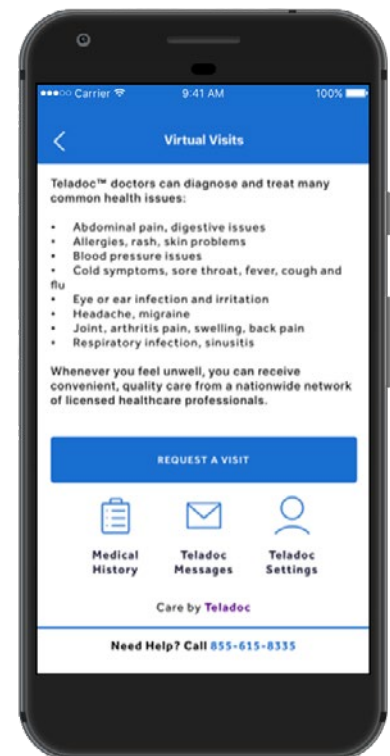 ●●●○○ Carrier 9:41 AM 100%
Virtual Visits
Teladoc™ doctors can diagnose and treat many
common health issues:
• Abdominal pain, digestive issues
• Allergies, rash, skin problems
• Blood pressure issues
• Cold symptoms, sore throat, fever, cough and
flu
• Eye or ear infection and irritation
• Headache, migraine
• Joint, arthritis pain, swelling, back pain
• Respiratory infection, sinusitis
Whenever you feel unwell, you can receive
convenient, quality care from a nationwide network
of licensed healthcare professionals.
REQUEST A VISIT
Medical Teladoc Teladoc
History Messages Settings
Care by Teladoc
Need Help? Call 855-615-8335